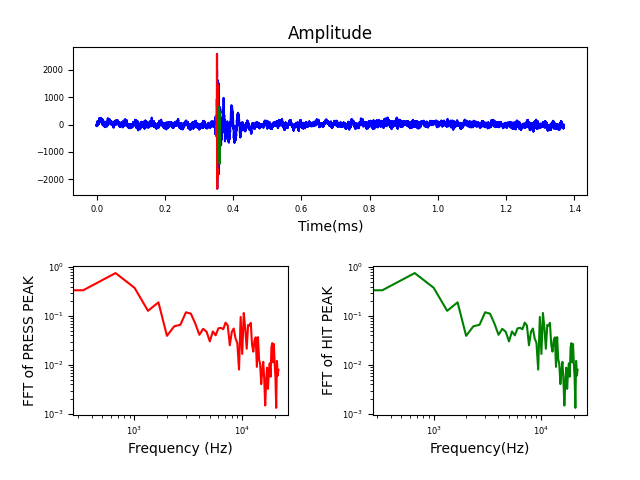 Amplitude
2000
1000
0
−1000
−2000
0.0 0.2 0.4 0.6 0.8 1.0 1.2 1.4
Time(ms)
FFT of PRESS PEAK
10⁰
10⁻¹
10⁻²
10⁻³
10³ 10⁴
Frequency (Hz)
FFT of HIT PEAK
10⁰
10⁻¹
10⁻²
10⁻³
10³ 10⁴
Frequency(Hz)